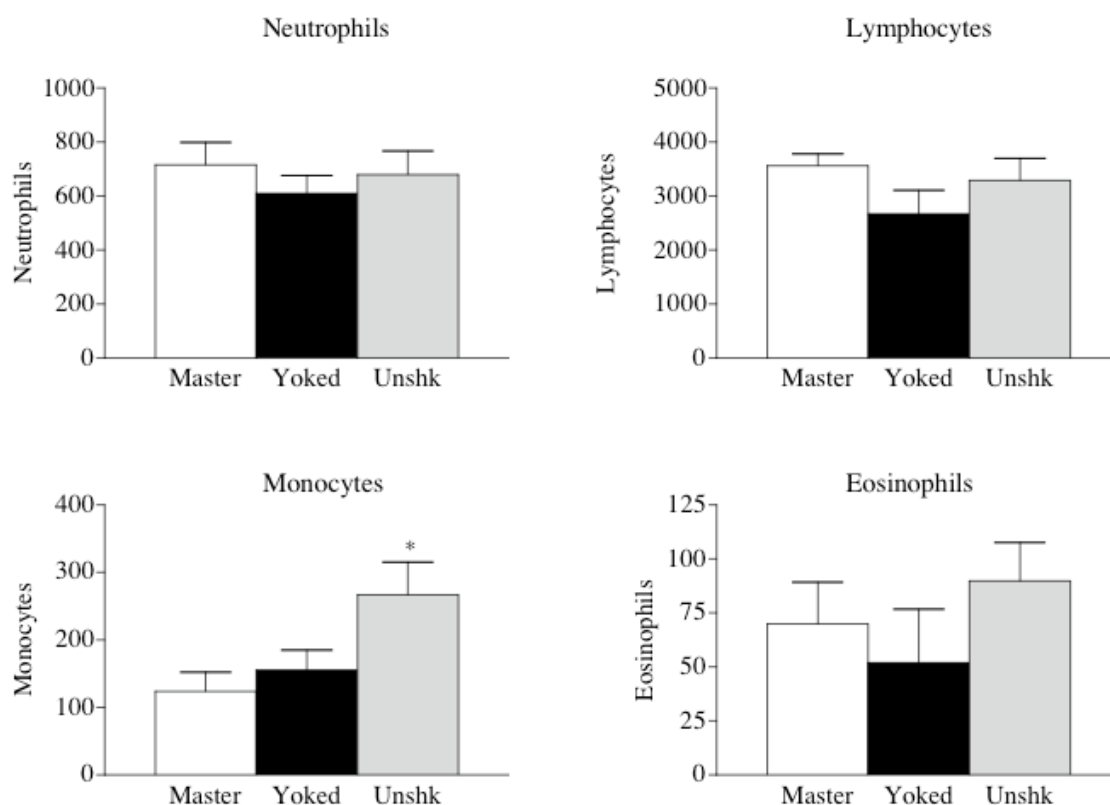 Neutrophils
1000
800
600
400
200
0
Neutrophils
Master Yoked Unshk
Lymphocytes
5000
4000
3000
2000
1000
0
Lymphocytes
Master Yoked Unshk
Monocytes
400
300
200
100
0
Monocytes
*
Master Yoked Unshk
Eosinophils
125
100
75
50
25
0
Eosinophils
Master Yoked Unshk